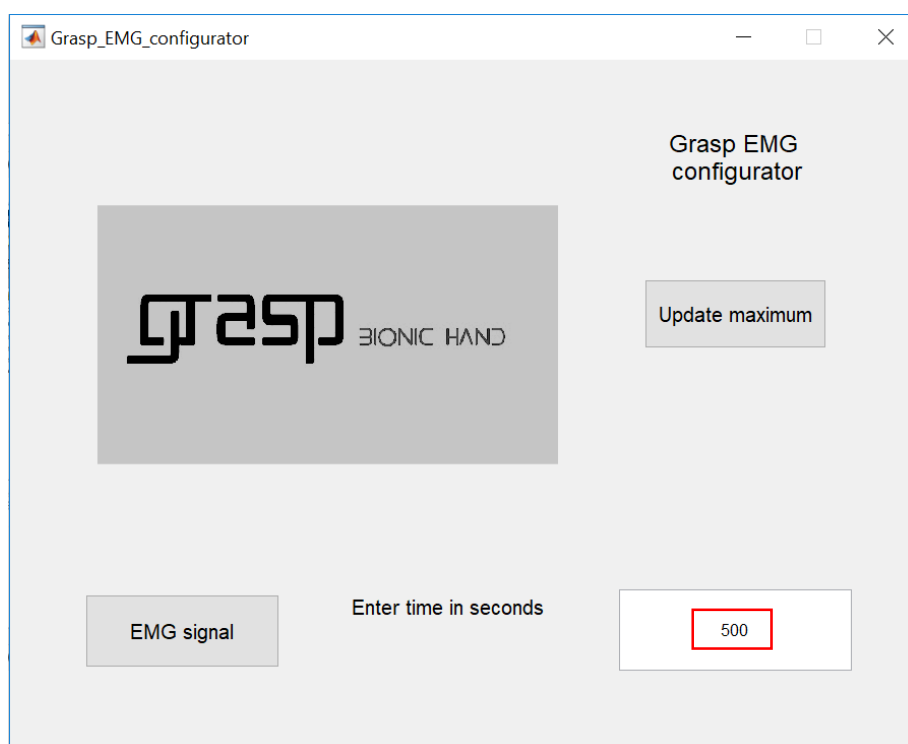 Grasp_EMG_configurator
Grasp EMG
configurator
grasp BIONIC HAND
Update maximum
EMG signal
Enter time in seconds
500